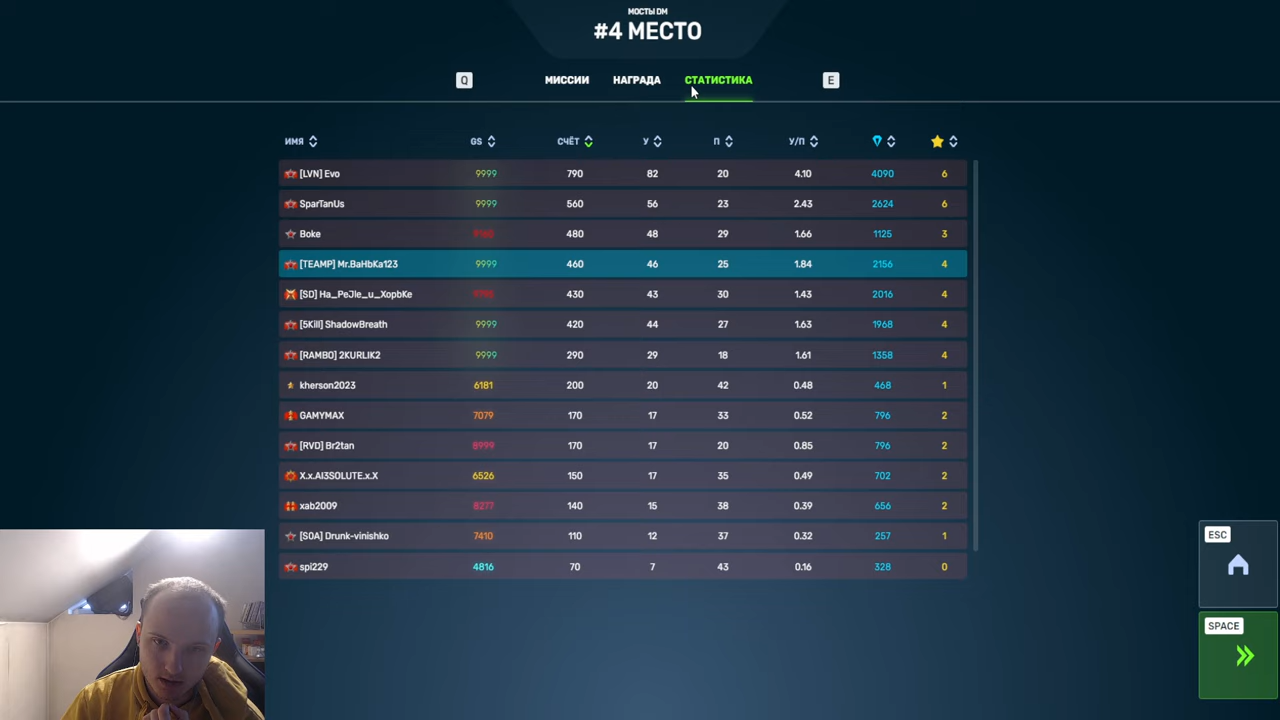 МОСТЫ DM
#4 МЕСТО
Q МИССИИ НАГРАДА СТАТИСТИКА E
ИМЯ GS СЧЁТ У П У/П
[LVN] Evo 9999 790 82 20 4.10 4090 6
SparTanUs 9999 560 56 23 2.43 2624 6
Boke 480 48 29 1.66 1125 3
[TEAMP] Mr.BaHbKa123 9999 460 46 25 1.84 2156 4
[SD] Ha_PeJle_u_XopbKe 430 43 30 1.43 2016 4
[5Kill] ShadowBreath 9999 420 44 27 1.63 1968 4
[RAMBO] 2KURLIK2 9999 290 29 18 1.61 1358 4
kherson2023 6181 200 20 42 0.48 468 1
GAMYMAX 7079 170 17 33 0.52 796 2
[RVD] Br2tan 8999 170 17 20 0.85 796 2
X.x.AI3SOLUTE.x.X 6526 150 17 35 0.49 702 2
xab2009 8277 140 15 38 0.39 656 2
[SOA] Drunk-vinishko 7410 110 12 37 0.32 257 1
spi229 4816 70 7 43 0.16 328 0
ESC
SPACE